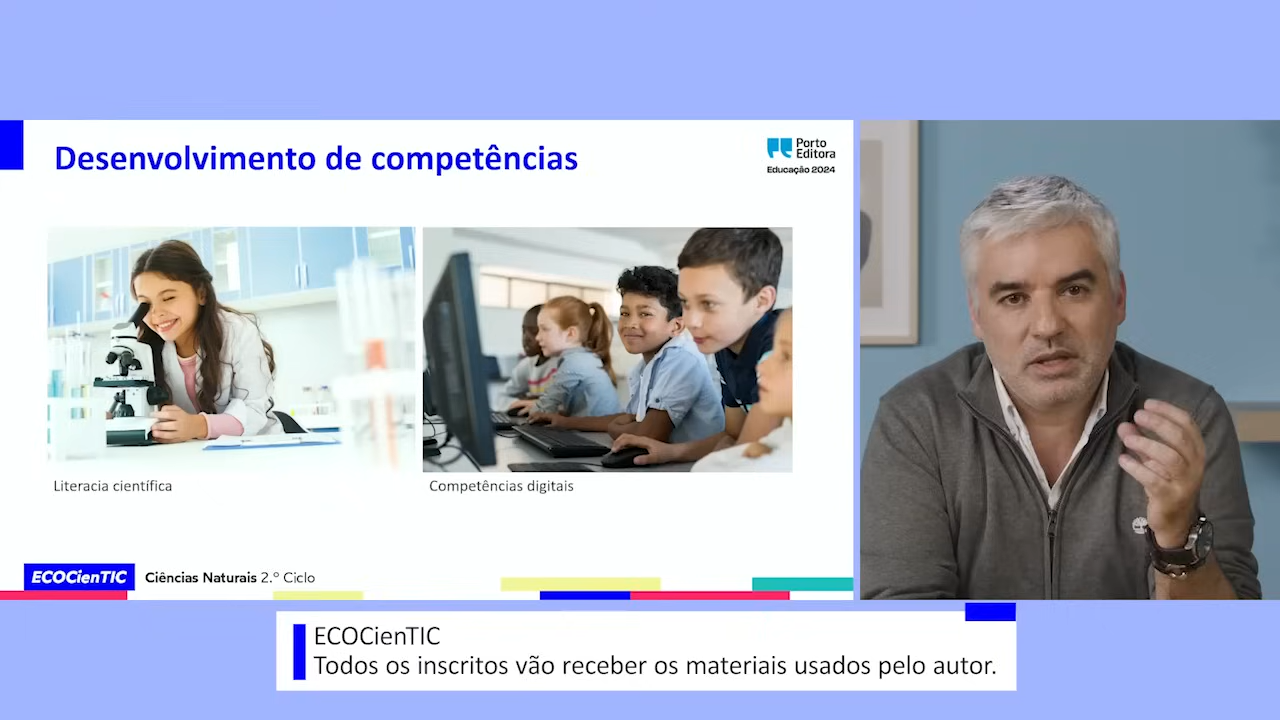 Desenvolvimento de competências
Porto
Editora
Educação 2024
Literacia científica
Competências digitais
ECOCienTIC
Ciências Naturais 2.º Ciclo
ECOCienTIC
Todos os inscritos vão receber os materiais usados pelo autor.